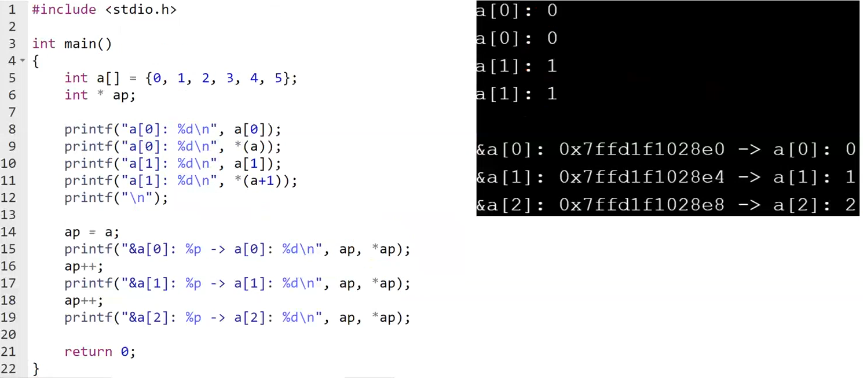 1 #include <stdio.h>
2
3 int main()
4 {
5     int a[] = {0, 1, 2, 3, 4, 5};
6     int * ap;
7
8     printf("a[0]: %d\n", a[0]);
9     printf("a[0]: %d\n", *(a));
10     printf("a[1]: %d\n", a[1]);
11     printf("a[1]: %d\n", *(a+1));
12     printf("\n");
13
14     ap = a;
15     printf("&a[0]: %p -> a[0]: %d\n", ap, *ap);
16     ap++;
17     printf("&a[1]: %p -> a[1]: %d\n", ap, *ap);
18     ap++;
19     printf("&a[2]: %p -> a[2]: %d\n", ap, *ap);
20
21     return 0;
22 }
a[0]: 0
a[0]: 0
a[1]: 1
a[1]: 1

&a[0]: 0x7ffd1f1028e0 -> a[0]: 0
&a[1]: 0x7ffd1f1028e4 -> a[1]: 1
&a[2]: 0x7ffd1f1028e8 -> a[2]: 2